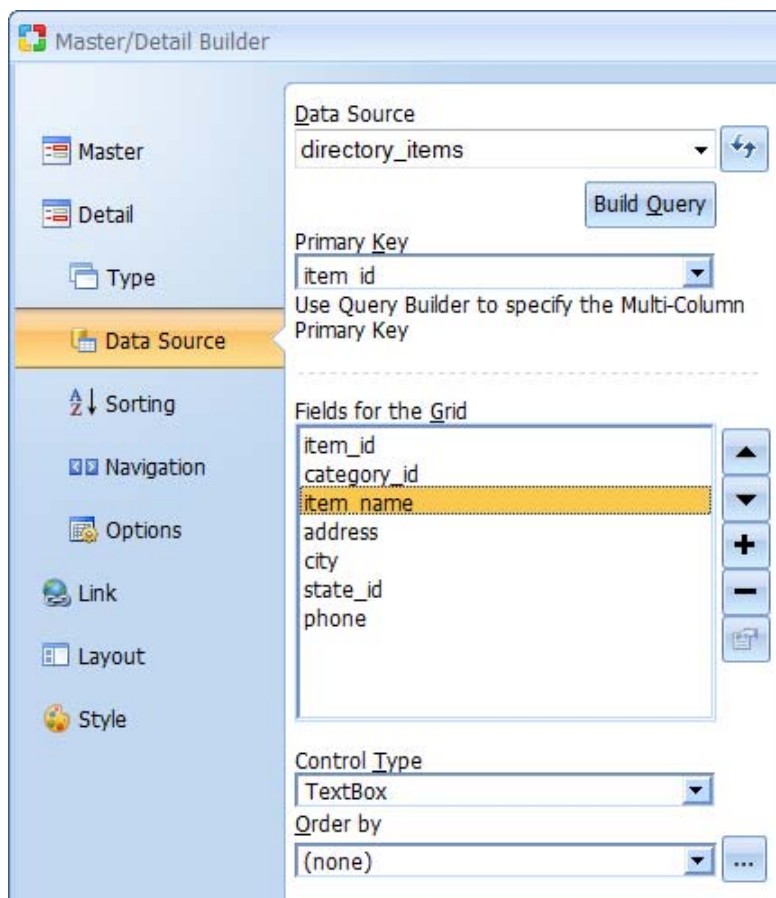 Master/Detail Builder
Master
Detail
Type
Data Source
Sorting
Navigation
Options
Link
Layout
Style
Data Source
directory_items
Build Query
Primary Key
item_id
Use Query Builder to specify the Multi-Column
Primary Key
Fields for the Grid
item_id
category_id
item_name
address
city
state_id
phone
Control Type
TextBox
Order by
(none)
...